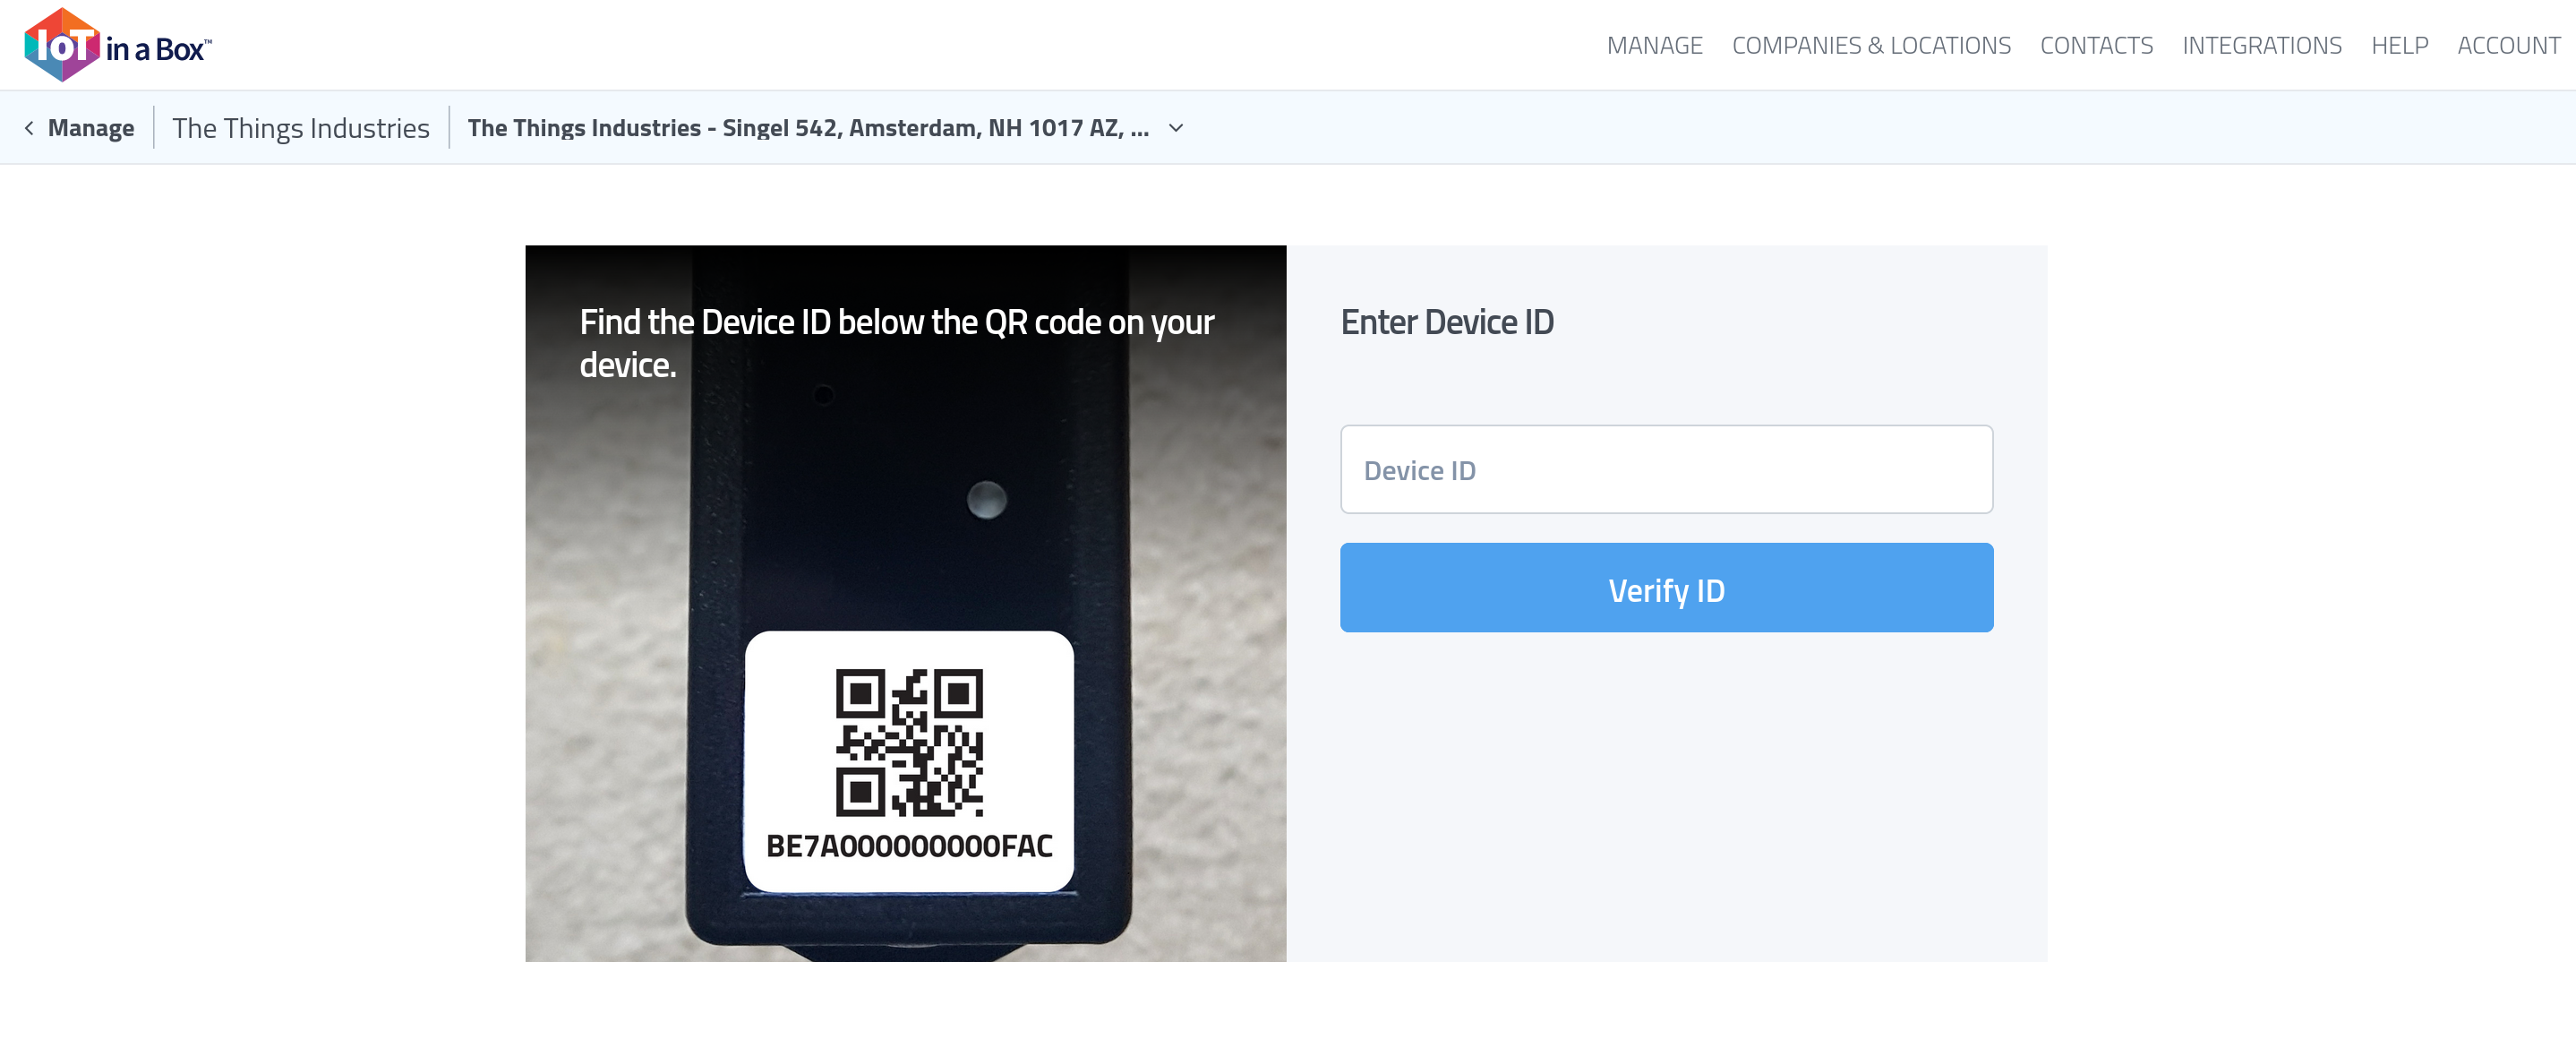 IoT in a Box™
MANAGE COMPANIES & LOCATIONS CONTACTS INTEGRATIONS HELP ACCOUNT
Manage The Things Industries The Things Industries - Singel 542, Amsterdam, NH 1017 AZ, ...
Find the Device ID below the QR code on your
device.
BE7A000000000FAC
Enter Device ID
Device ID
Verify ID